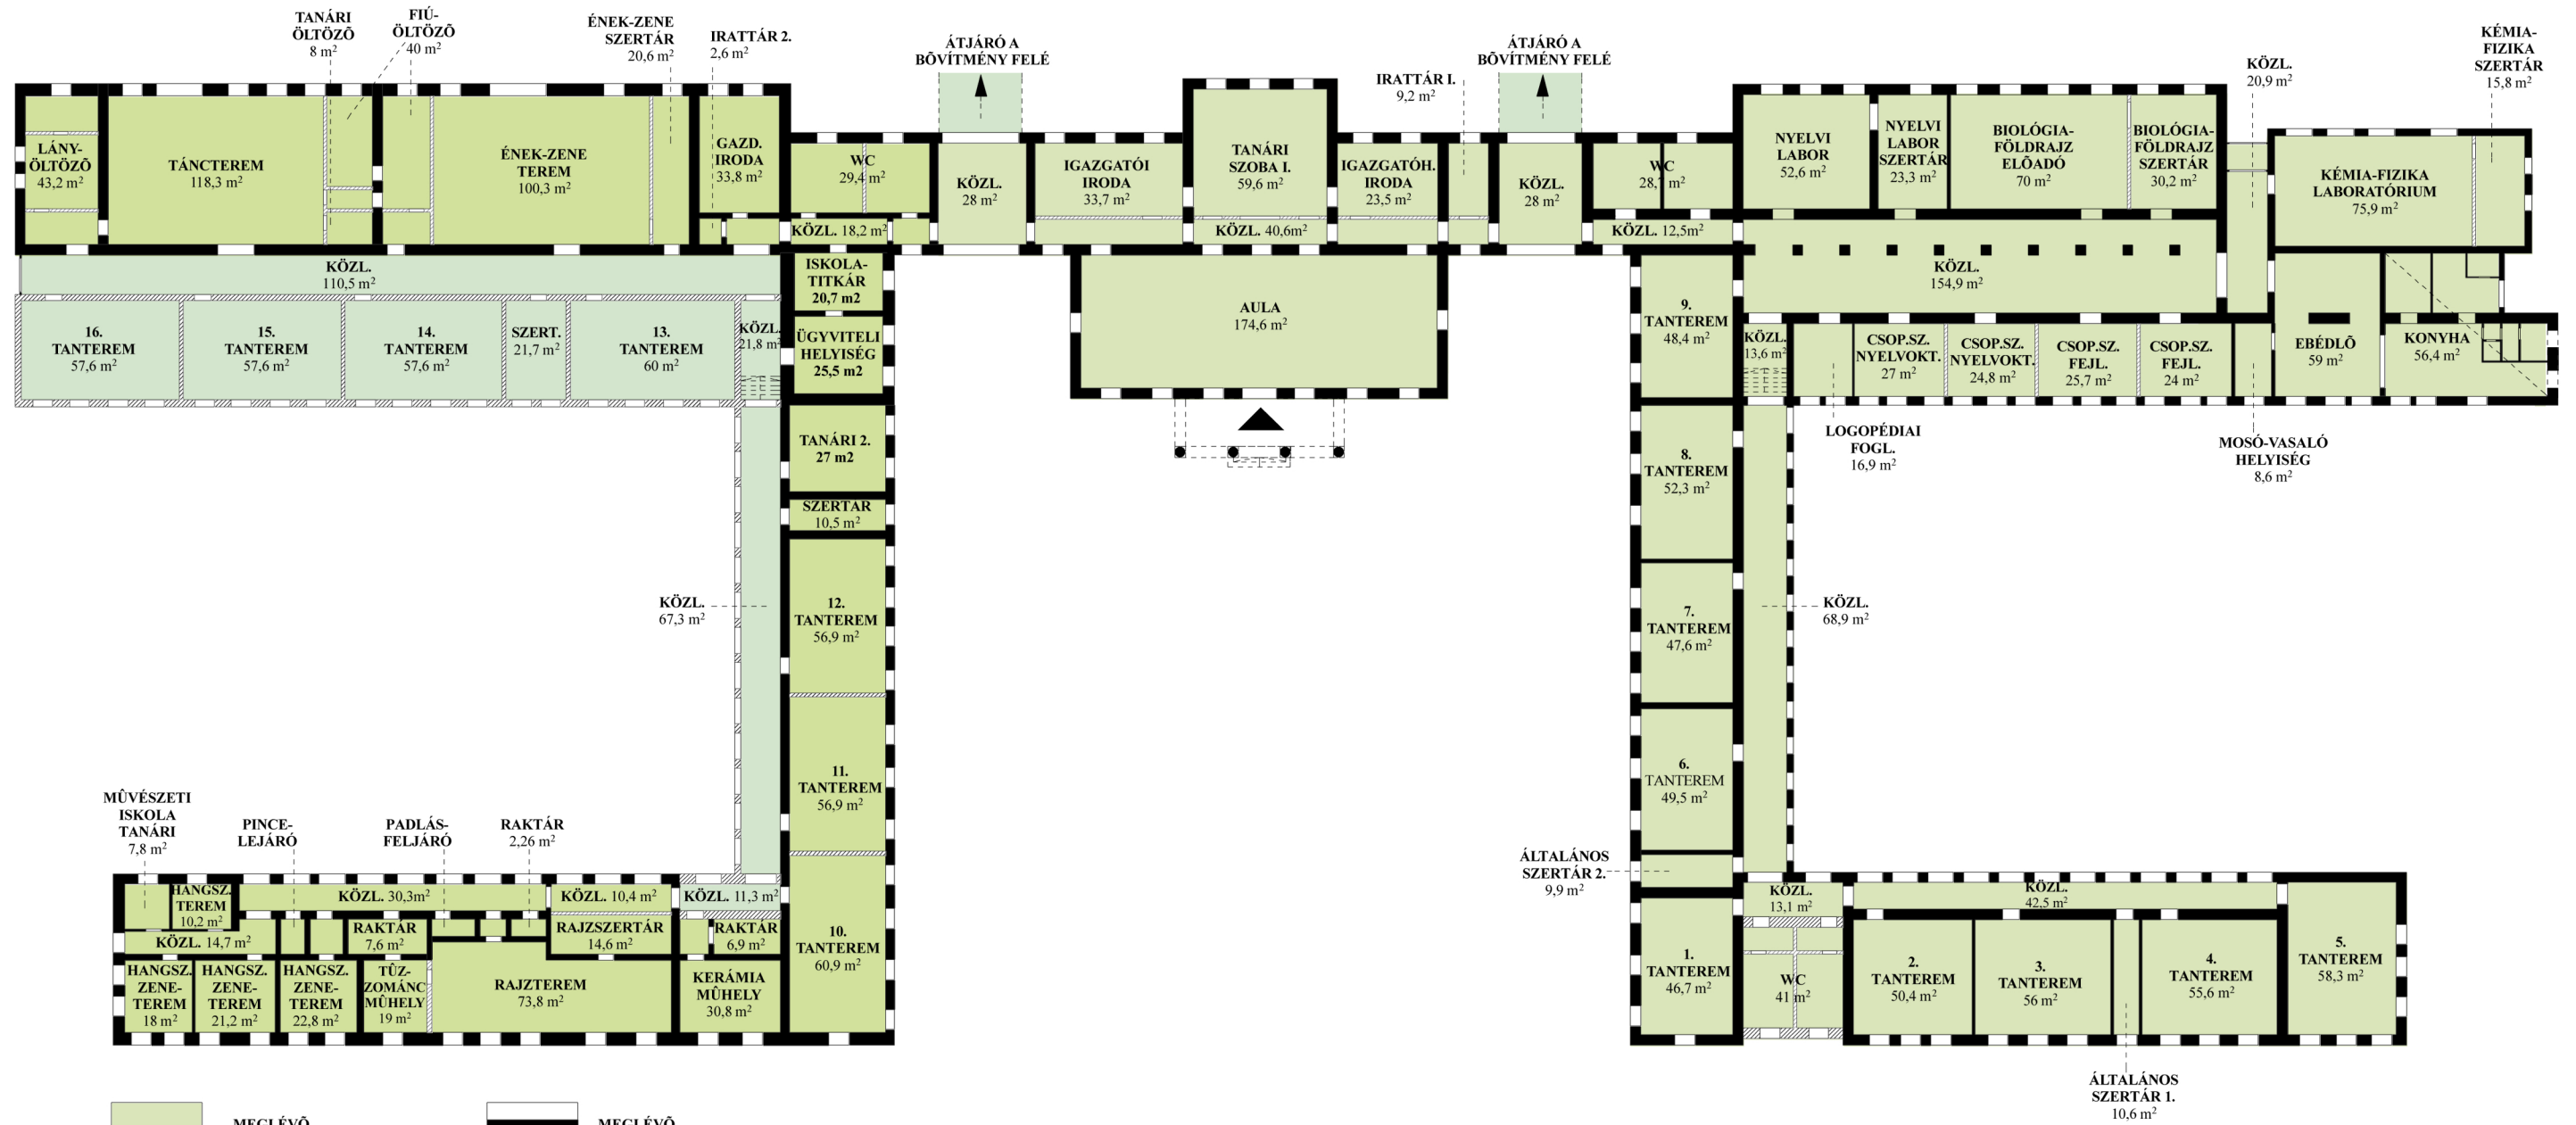 TANÁRI
ÖLTÖZÕ
8 m²
FIÚ-
ÖLTÖZÕ
40 m²
ÉNEK-ZENE
SZERTÁR
20,6 m²
IRATTÁR 2.
2,6 m²
ÁTJÁRÓ A
BÕVÍTMÉNY FELÉ
IRATTÁR I.
9,2 m²
ÁTJÁRÓ A
BÕVÍTMÉNY FELÉ
KÖZL.
20,9 m²
KÉMIA-
FIZIKA
SZERTÁR
15,8 m²
LÁNY-
ÖLTÖZÕ
43,2 m²
TÁNCTEREM
118,3 m²
ÉNEK-ZENE
TEREM
100,3 m²
GAZD.
IRODA
33,8 m²
WC
29,4 m²
KÖZL.
28 m²
IGAZGATÓI
IRODA
33,7 m²
TANÁRI
SZOBA I.
59,6 m²
IGAZGATÓH.
IRODA
23,5 m²
KÖZL.
28 m²
WC
28,7 m²
NYELVI
LABOR
52,6 m²
NYELVI
LABOR
SZERTÁR
23,3 m²
BIOLÓGIA-
FÖLDRAJZ
ELÕADÓ
70 m²
BIOLÓGIA-
FÖLDRAJZ
SZERTÁR
30,2 m²
KÉMIA-FIZIKA
LABORATÓRIUM
75,9 m²
KÖZL. 18,2 m²
KÖZL. 40,6m²
KÖZL. 12,5m²
KÖZL.
110,5 m²
ISKOLA-
TITKÁR
20,7 m2
KÖZL.
154,9 m²
16.
TANTEREM
57,6 m²
15.
TANTEREM
57,6 m²
14.
TANTEREM
57,6 m²
SZERT.
21,7 m²
13.
TANTEREM
60 m²
KÖZL.
21,8 m²
ÜGYVITELI
HELYISÉG
25,5 m2
AULA
174,6 m²
9.
TANTEREM
48,4 m²
KÖZL.
13,6 m²
CSOP.SZ.
NYELVOKT.
27 m²
CSOP.SZ.
NYELVOKT.
24,8 m²
CSOP.SZ.
FEJL.
25,7 m²
CSOP.SZ.
FEJL.
24 m²
EBÉDLÕ
59 m²
KONYHA
56,4 m²
TANÁRI 2.
27 m2
LOGOPÉDIAI
FOGL.
16,9 m²
MOSÓ-VASALÓ
HELYISÉG
8,6 m²
8.
TANTEREM
52,3 m²
SZERTAR
10,5 m²
KÖZL.
67,3 m²
12.
TANTEREM
56,9 m²
7.
TANTEREM
47,6 m²
KÖZL.
68,9 m²
11.
TANTEREM
56,9 m²
6.
TANTEREM
49,5 m²
MÛVÉSZETI
ISKOLA
TANÁRI
7,8 m²
PINCE-
LEJÁRÓ
PADLÁS-
FELJÁRÓ
RAKTÁR
2,26 m²
ÁLTALÁNOS
SZERTÁR 2.
9,9 m²
HANGSZ.
TEREM
10,2 m²
KÖZL. 30,3m²
KÖZL. 10,4 m²
KÖZL. 11,3 m²
KÖZL.
13,1 m²
KÖZL.
42,5 m²
KÖZL. 14,7 m²
RAKTÁR
7,6 m²
RAJZSZERTÁR
14,6 m²
RAKTÁR
6,9 m²
10.
TANTEREM
60,9 m²
HANGSZ.
ZENE-
TEREM
18 m²
HANGSZ.
ZENE-
TEREM
21,2 m²
HANGSZ.
ZENE-
TEREM
22,8 m²
TÛZ-
ZOMÁNC
MÛHELY
19 m²
RAJZTEREM
73,8 m²
KERÁMIA
MÛHELY
30,8 m²
1.
TANTEREM
46,7 m²
WC
41 m²
2.
TANTEREM
50,4 m²
3.
TANTEREM
56 m²
4.
TANTEREM
55,6 m²
5.
TANTEREM
58,3 m²
ÁLTALÁNOS
SZERTÁR 1.
10,6 m²
MEGLÉVÕ
MEGLÉVÕ